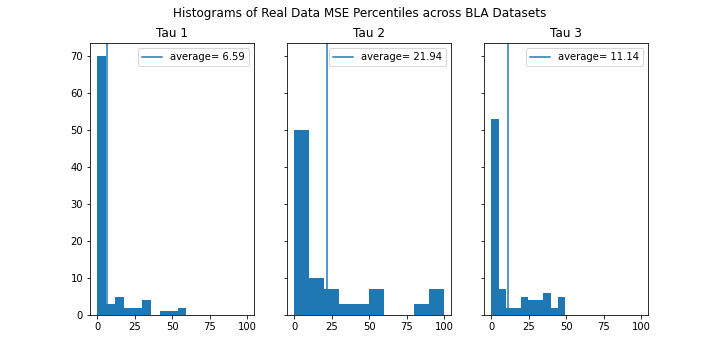 Histograms of Real Data MSE Percentiles across BLA Datasets
Tau 1
Tau 2
Tau 3
average= 6.59
average= 21.94
average= 11.14
70
60
50
40
30
20
10
0
0 25 50 75 100
0 25 50 75 100
0 25 50 75 100